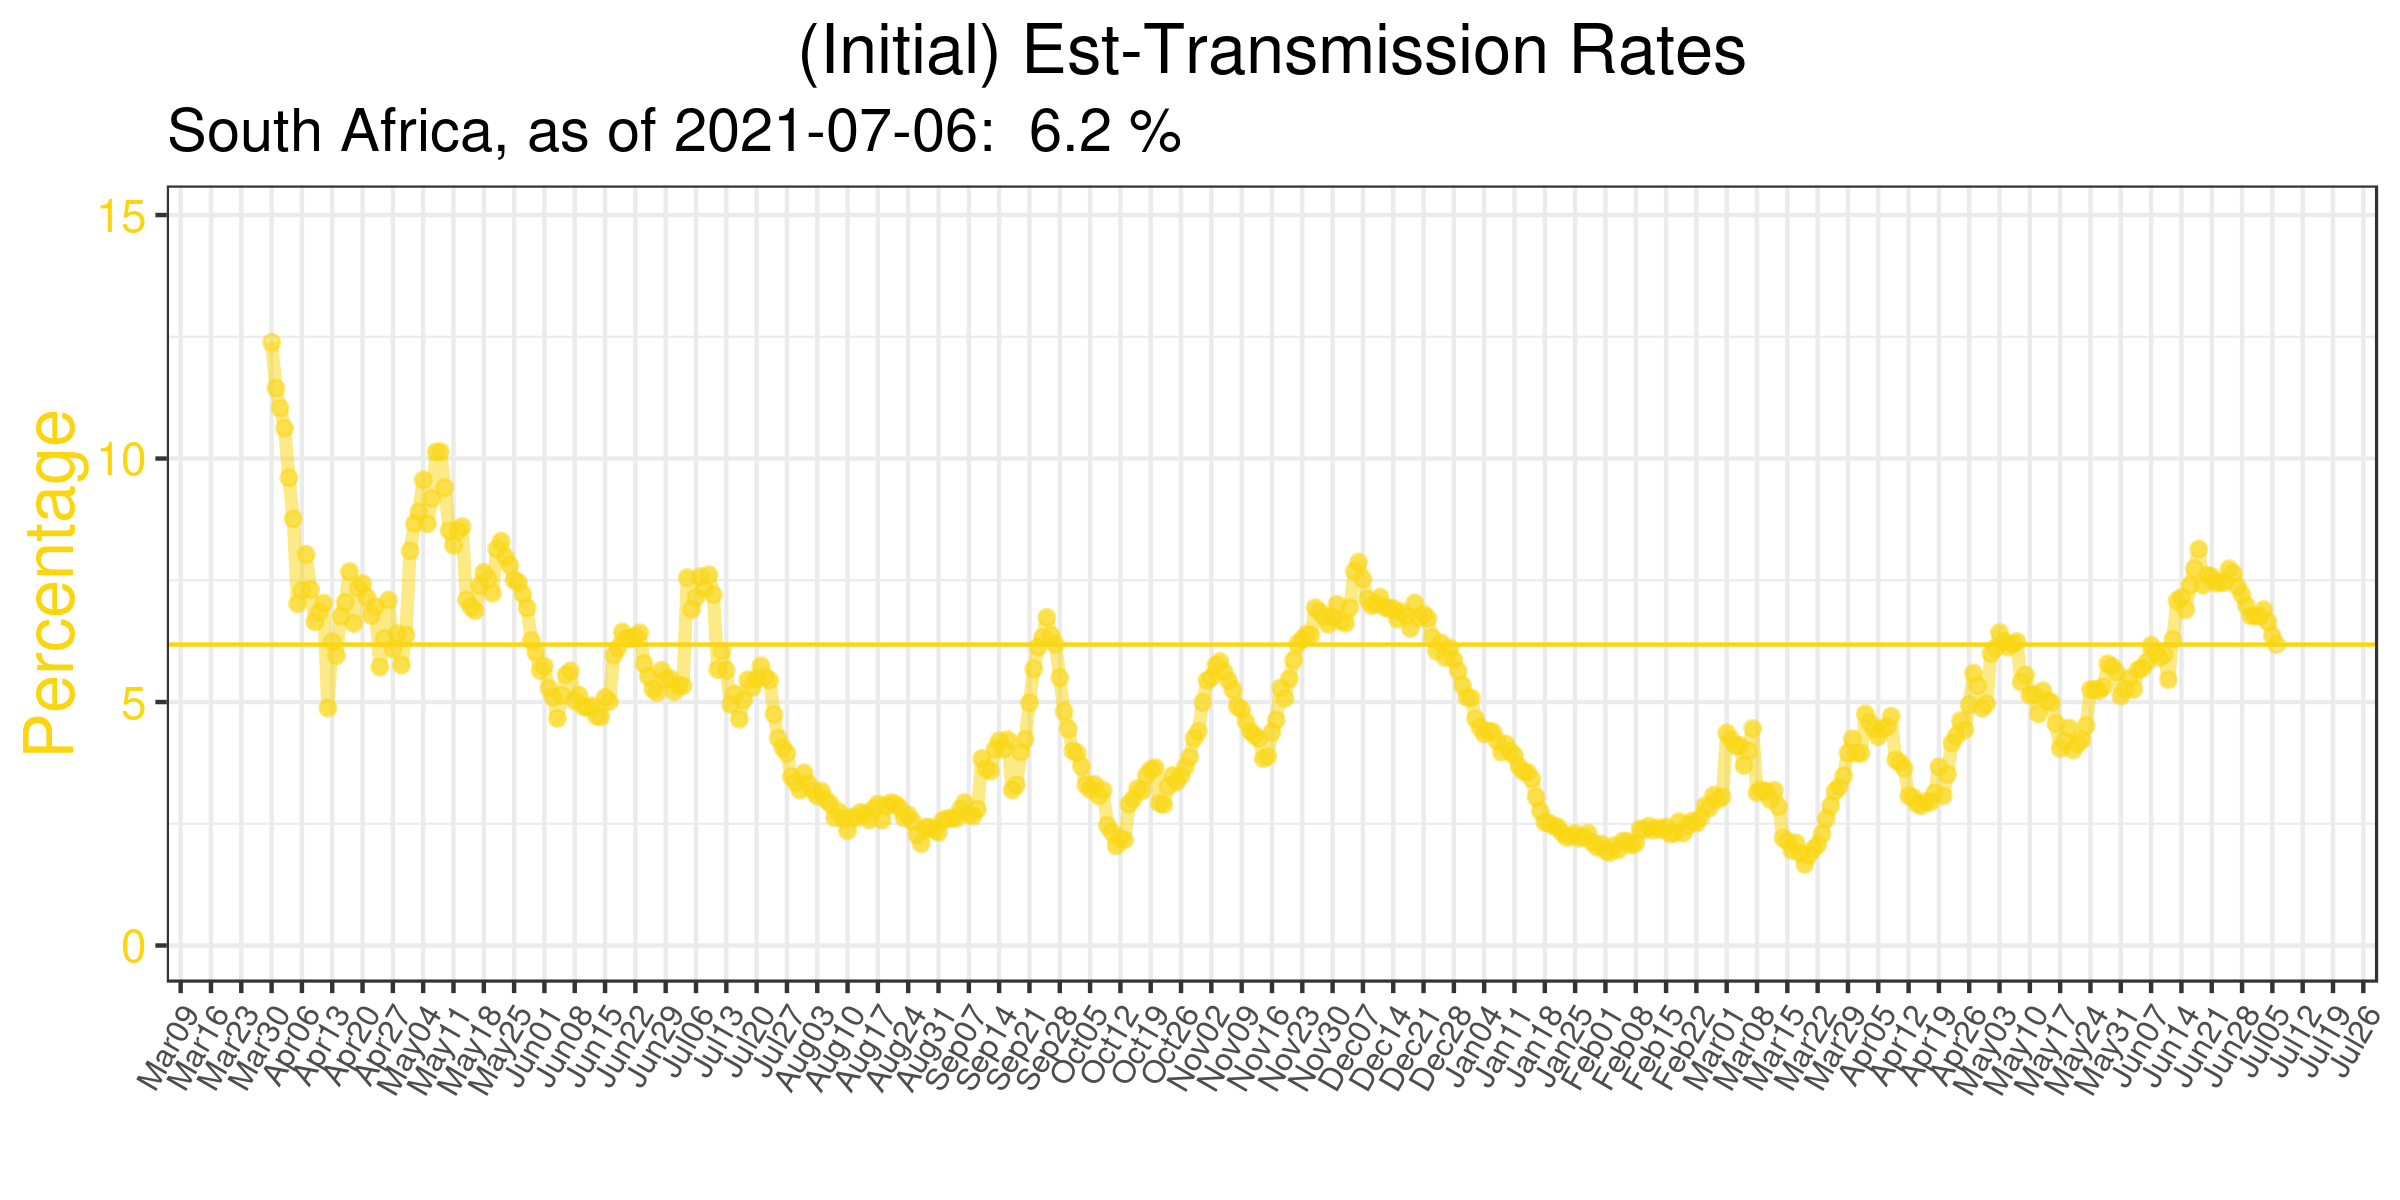 (Initial) Est-Transmission Rates
South Africa, as of 2021-07-06:  6.2 %
Percentage
15
10
5
0
Mar09
Mar16
Mar23
Mar30
Apr06
Apr13
Apr20
Apr27
May04
May11
May18
May25
Jun01
Jun08
Jun15
Jun22
Jun29
Jul06
Jul13
Jul20
Jul27
Aug03
Aug10
Aug17
Aug24
Aug31
Sep07
Sep14
Sep21
Sep28
Oct05
Oct12
Oct19
Oct26
Nov02
Nov09
Nov16
Nov23
Nov30
Dec07
Dec14
Dec21
Dec28
Jan04
Jan11
Jan18
Jan25
Feb01
Feb08
Feb15
Feb22
Mar01
Mar08
Mar15
Mar22
Mar29
Apr05
Apr12
Apr19
Apr26
May03
May10
May17
May24
May31
Jun07
Jun14
Jun21
Jun28
Jul05
Jul12
Jul19
Jul26